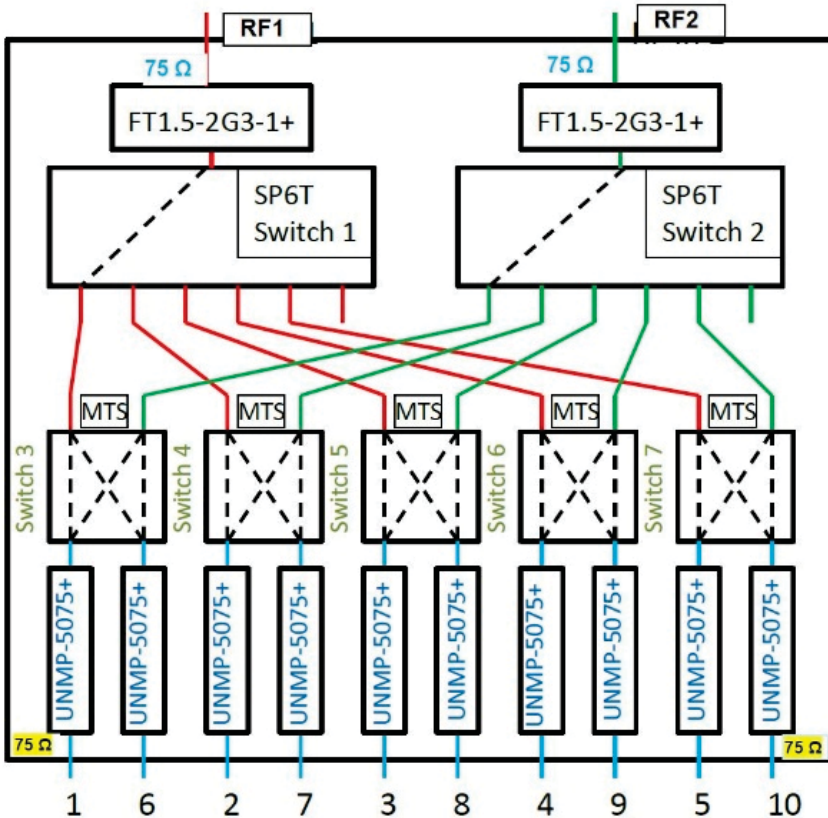 RF1
RF2
75 Ω
75 Ω
FT1.5-2G3-1+
FT1.5-2G3-1+
SP6T
Switch 1
SP6T
Switch 2
MTS
MTS
MTS
MTS
MTS
Switch 3
Switch 4
Switch 5
Switch 6
Switch 7
UNMP-5075+
UNMP-5075+
UNMP-5075+
UNMP-5075+
UNMP-5075+
UNMP-5075+
UNMP-5075+
UNMP-5075+
UNMP-5075+
UNMP-5075+
75 Ω
75 Ω
1 6 2 7 3 8 4 9 5 10